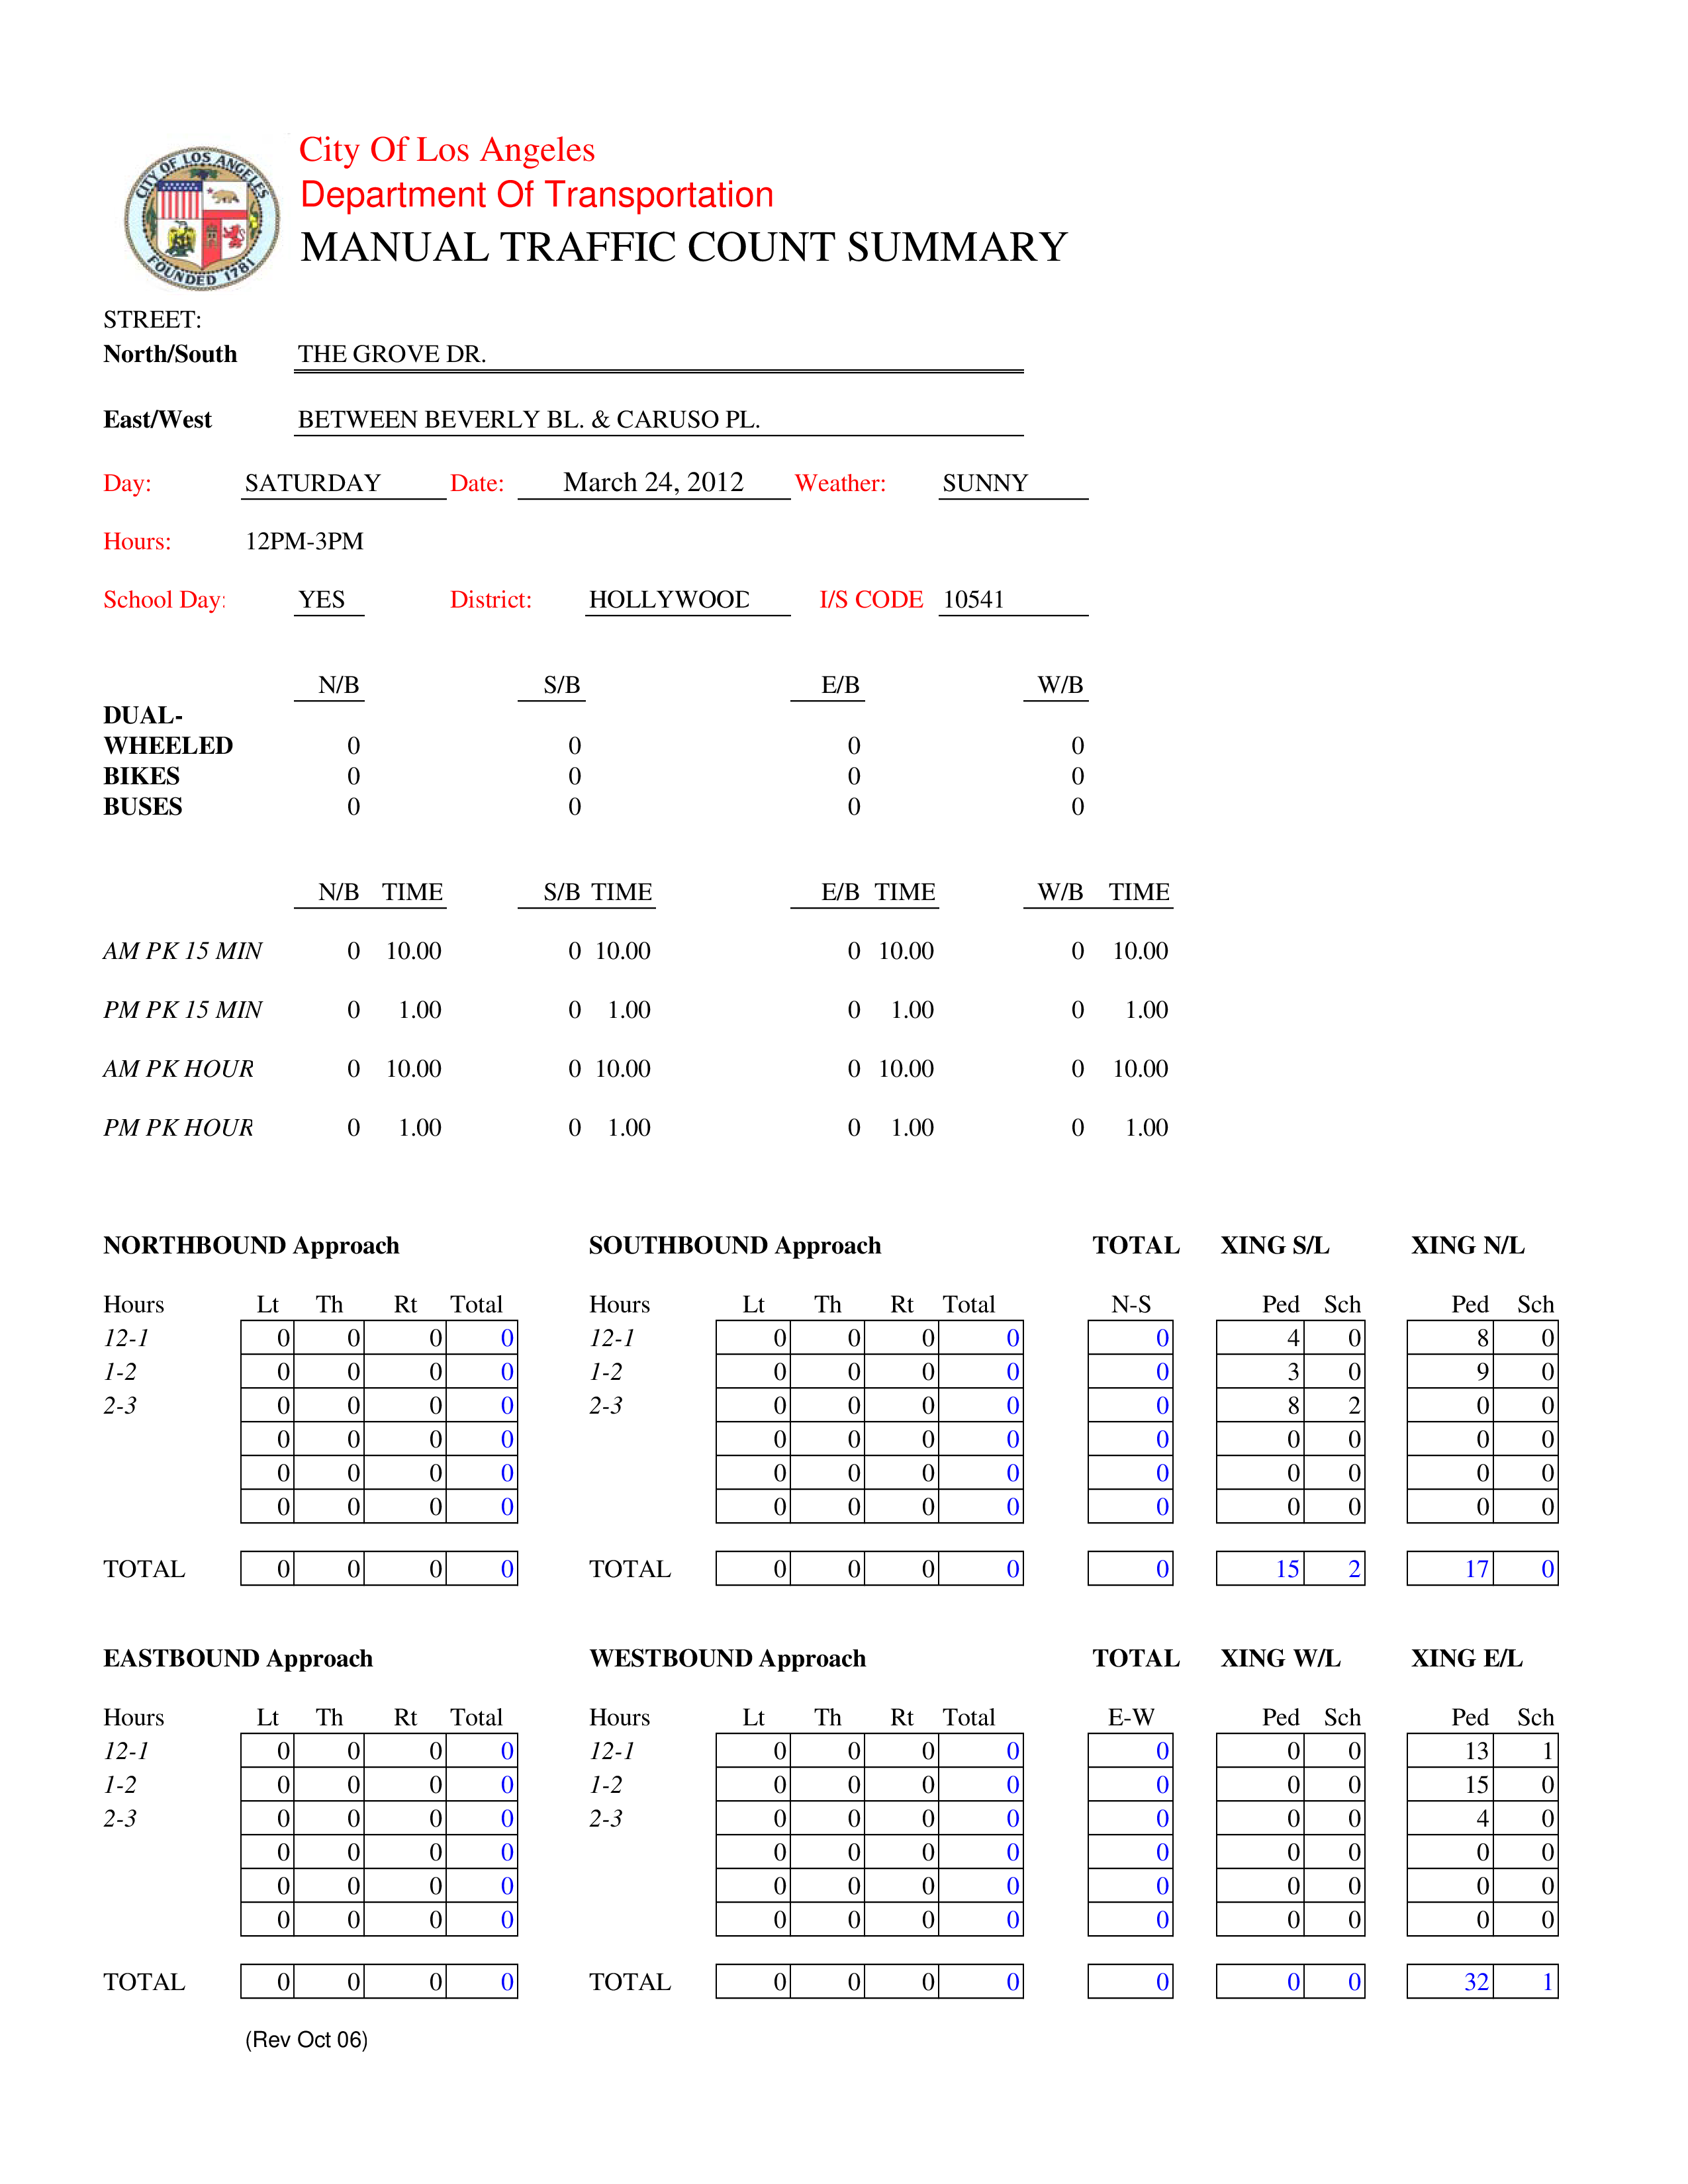 CITY OF LOS ANGELES
FOUNDED 1781
City Of Los Angeles
Department Of Transportation
MANUAL TRAFFIC COUNT SUMMARY
STREET:
North/South THE GROVE DR.
East/West BETWEEN BEVERLY BL. & CARUSO PL.
Day: SATURDAY Date: March 24, 2012 Weather: SUNNY
Hours: 12PM-3PM
School Day: YES District: HOLLYWOOD I/S CODE 10541
N/B S/B E/B W/B
DUAL-
WHEELED 0 0 0 0
BIKES 0 0 0 0
BUSES 0 0 0 0
N/B TIME S/B TIME E/B TIME W/B TIME
AM PK 15 MIN 0 10.00 0 10.00 0 10.00 0 10.00
PM PK 15 MIN 0 1.00 0 1.00 0 1.00 0 1.00
AM PK HOUR 0 10.00 0 10.00 0 10.00 0 10.00
PM PK HOUR 0 1.00 0 1.00 0 1.00 0 1.00
NORTHBOUND Approach SOUTHBOUND Approach TOTAL XING S/L XING N/L
Hours Lt Th Rt Total Hours Lt Th Rt Total N-S Ped Sch Ped Sch
12-1 0 0 0 0 12-1 0 0 0 0 0 4 0 8 0
1-2 0 0 0 0 1-2 0 0 0 0 0 3 0 9 0
2-3 0 0 0 0 2-3 0 0 0 0 0 8 2 0 0
0 0 0 0 0 0 0 0 0 0 0 0 0
0 0 0 0 0 0 0 0 0 0 0 0 0
0 0 0 0 0 0 0 0 0 0 0 0 0
TOTAL 0 0 0 0 TOTAL 0 0 0 0 0 15 2 17 0
EASTBOUND Approach WESTBOUND Approach TOTAL XING W/L XING E/L
Hours Lt Th Rt Total Hours Lt Th Rt Total E-W Ped Sch Ped Sch
12-1 0 0 0 0 12-1 0 0 0 0 0 0 0 13 1
1-2 0 0 0 0 1-2 0 0 0 0 0 0 0 15 0
2-3 0 0 0 0 2-3 0 0 0 0 0 0 0 4 0
0 0 0 0 0 0 0 0 0 0 0 0 0
0 0 0 0 0 0 0 0 0 0 0 0 0
0 0 0 0 0 0 0 0 0 0 0 0 0
TOTAL 0 0 0 0 TOTAL 0 0 0 0 0 0 0 32 1
(Rev Oct 06)